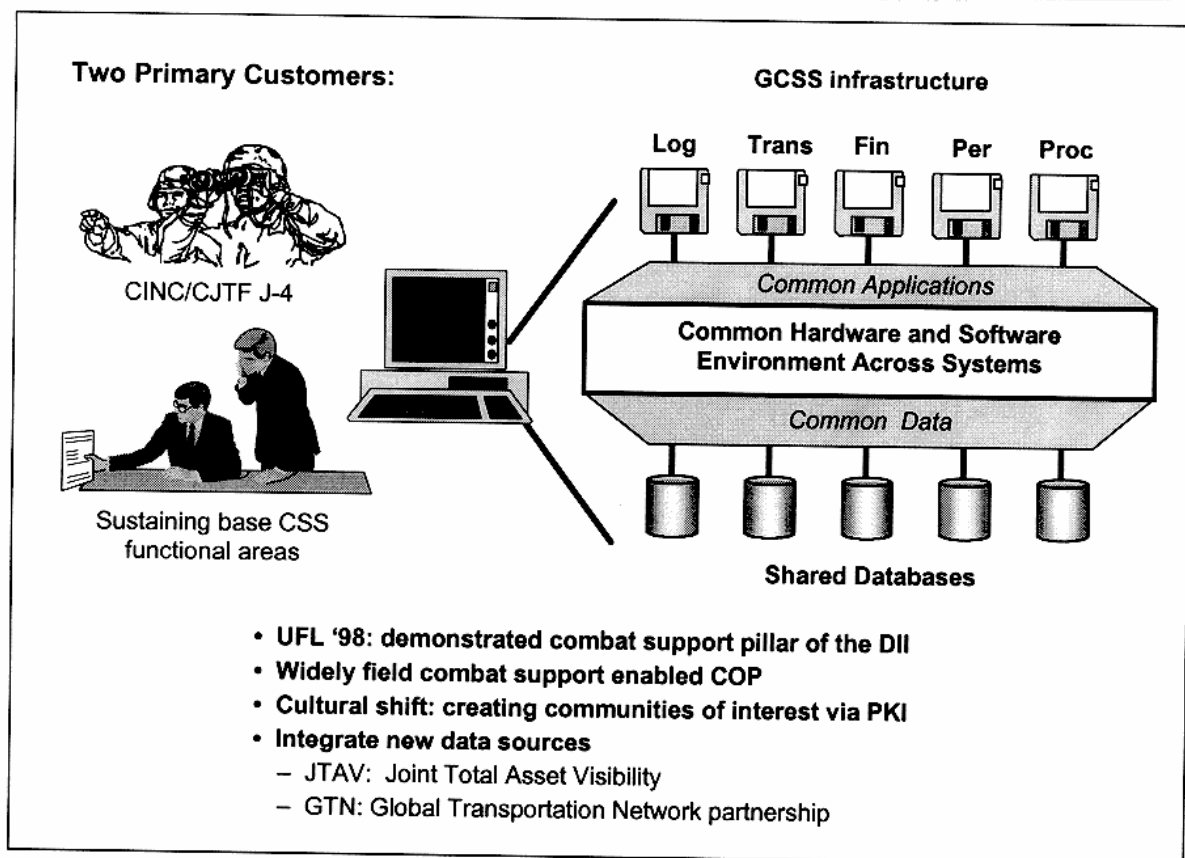 Two Primary Customers:
CINC/CJTF J-4
Sustaining base CSS
functional areas
GCSS infrastructure
Log Trans Fin Per Proc
Common Applications
Common Hardware and Software
Environment Across Systems
Common Data
Shared Databases
• UFL '98: demonstrated combat support pillar of the DII
• Widely field combat support enabled COP
• Cultural shift: creating communities of interest via PKI
• Integrate new data sources
– JTAV: Joint Total Asset Visibility
– GTN: Global Transportation Network partnership